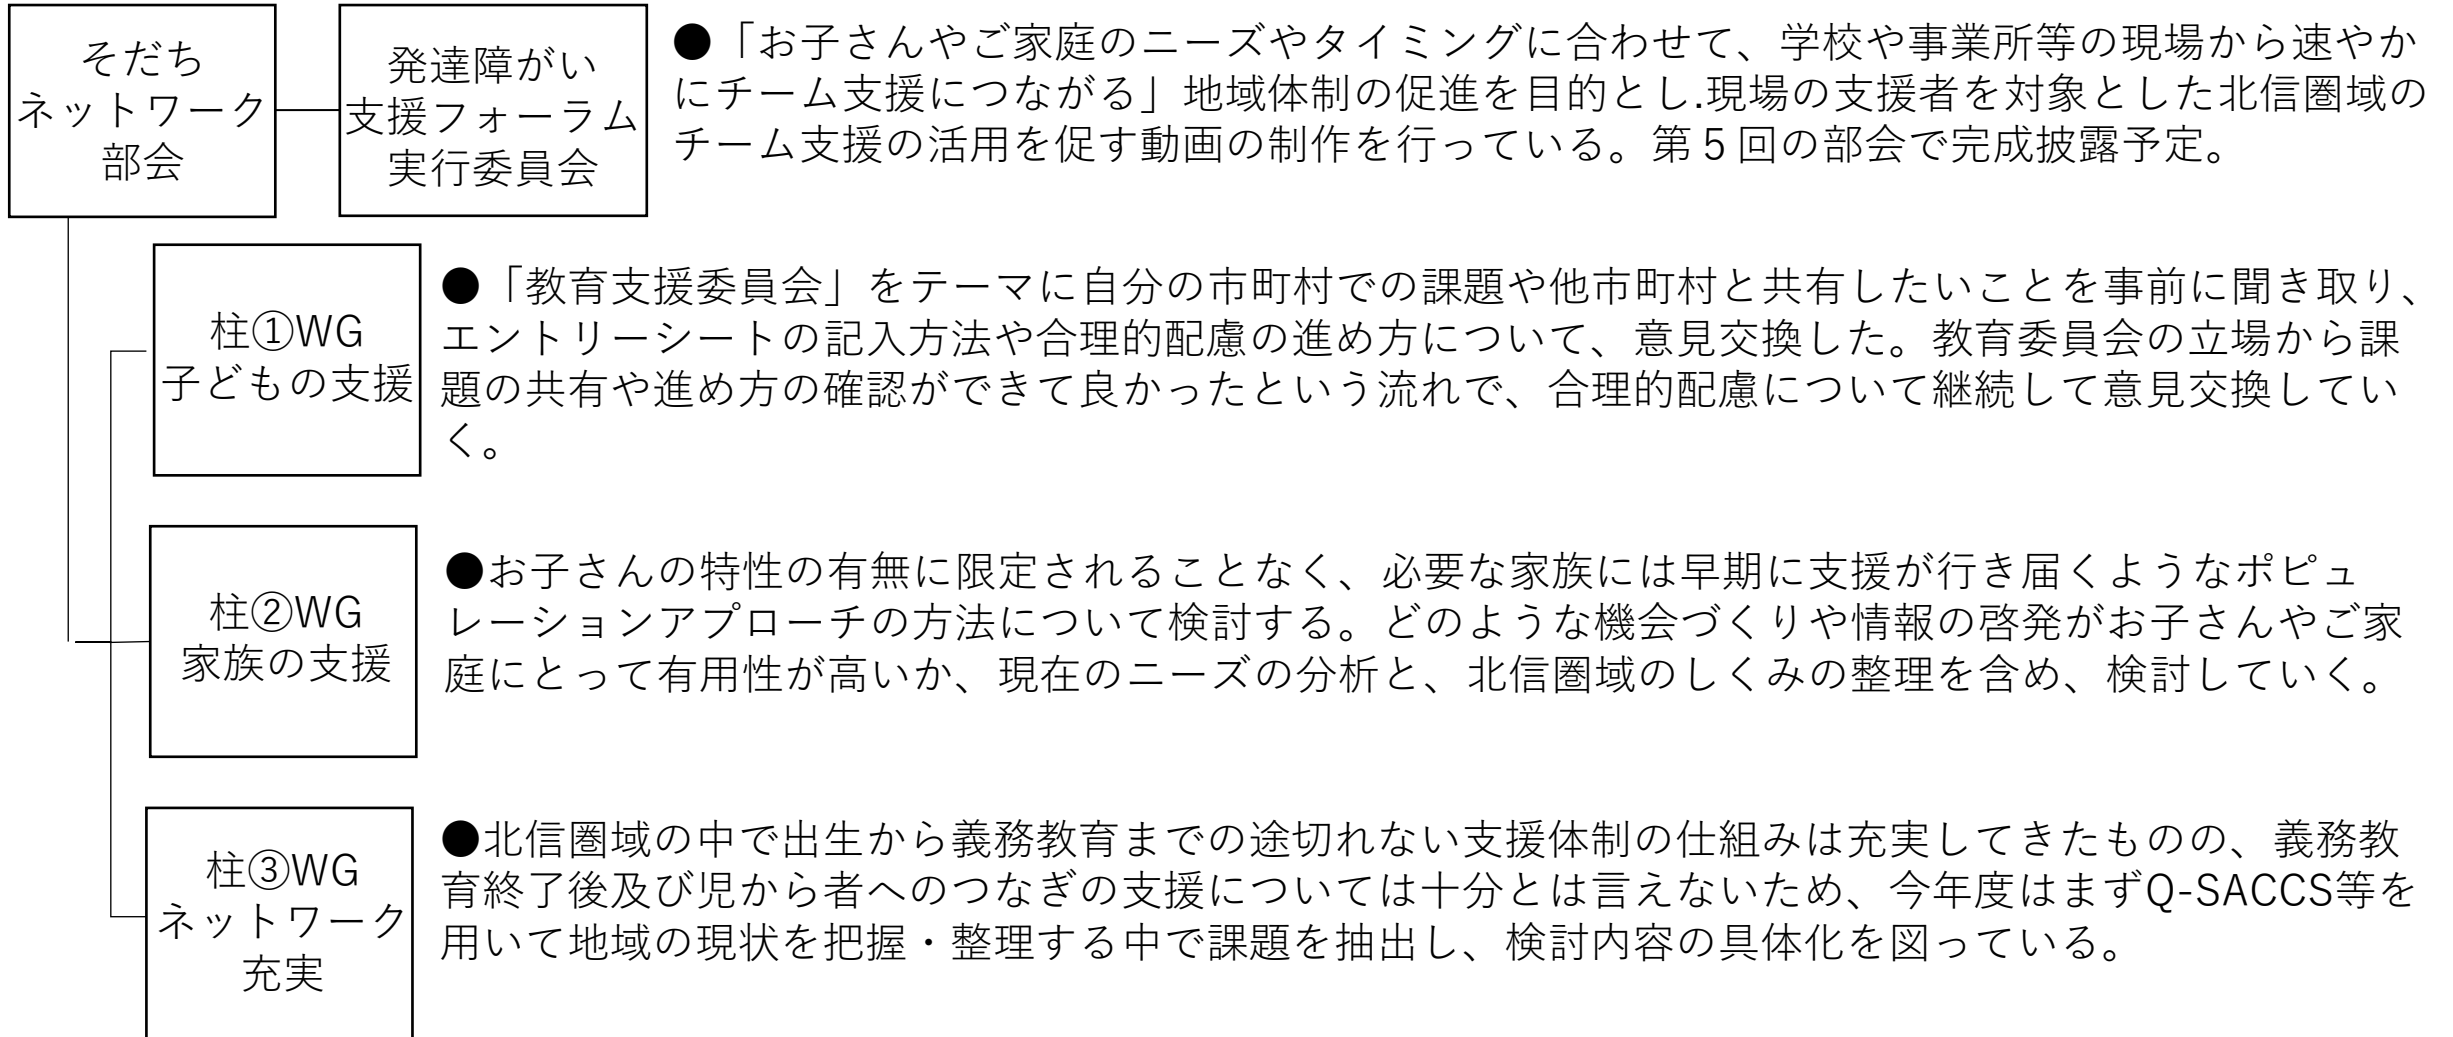 そだち
ネットワーク
部会
発達障がい
支援フォーラム
実行委員会
●「お子さんやご家庭のニーズやタイミングに合わせて、学校や事業所等の現場から速やか
にチーム支援につながる」地域体制の促進を目的とし.現場の支援者を対象とした北信圏域の
チーム支援の活用を促す動画の制作を行っている。第５回の部会で完成披露予定。
柱①WG
子どもの支援
●「教育支援委員会」をテーマに自分の市町村での課題や他市町村と共有したいことを事前に聞き取り、
エントリーシートの記入方法や合理的配慮の進め方について、意見交換した。教育委員会の立場から課
題の共有や進め方の確認ができて良かったという流れで、合理的配慮について継続して意見交換してい
く。
柱②WG
家族の支援
●お子さんの特性の有無に限定されることなく、必要な家族には早期に支援が行き届くようなポピュ
レーションアプローチの方法について検討する。どのような機会づくりや情報の啓発がお子さんやご家
庭にとって有用性が高いか、現在のニーズの分析と、北信圏域のしくみの整理を含め、検討していく。
柱③WG
ネットワーク
充実
●北信圏域の中で出生から義務教育までの途切れない支援体制の仕組みは充実してきたものの、義務教
育終了後及び児から者へのつなぎの支援については十分とは言えないため、今年度はまずQ-SACCS等を
用いて地域の現状を把握・整理する中で課題を抽出し、検討内容の具体化を図っている。